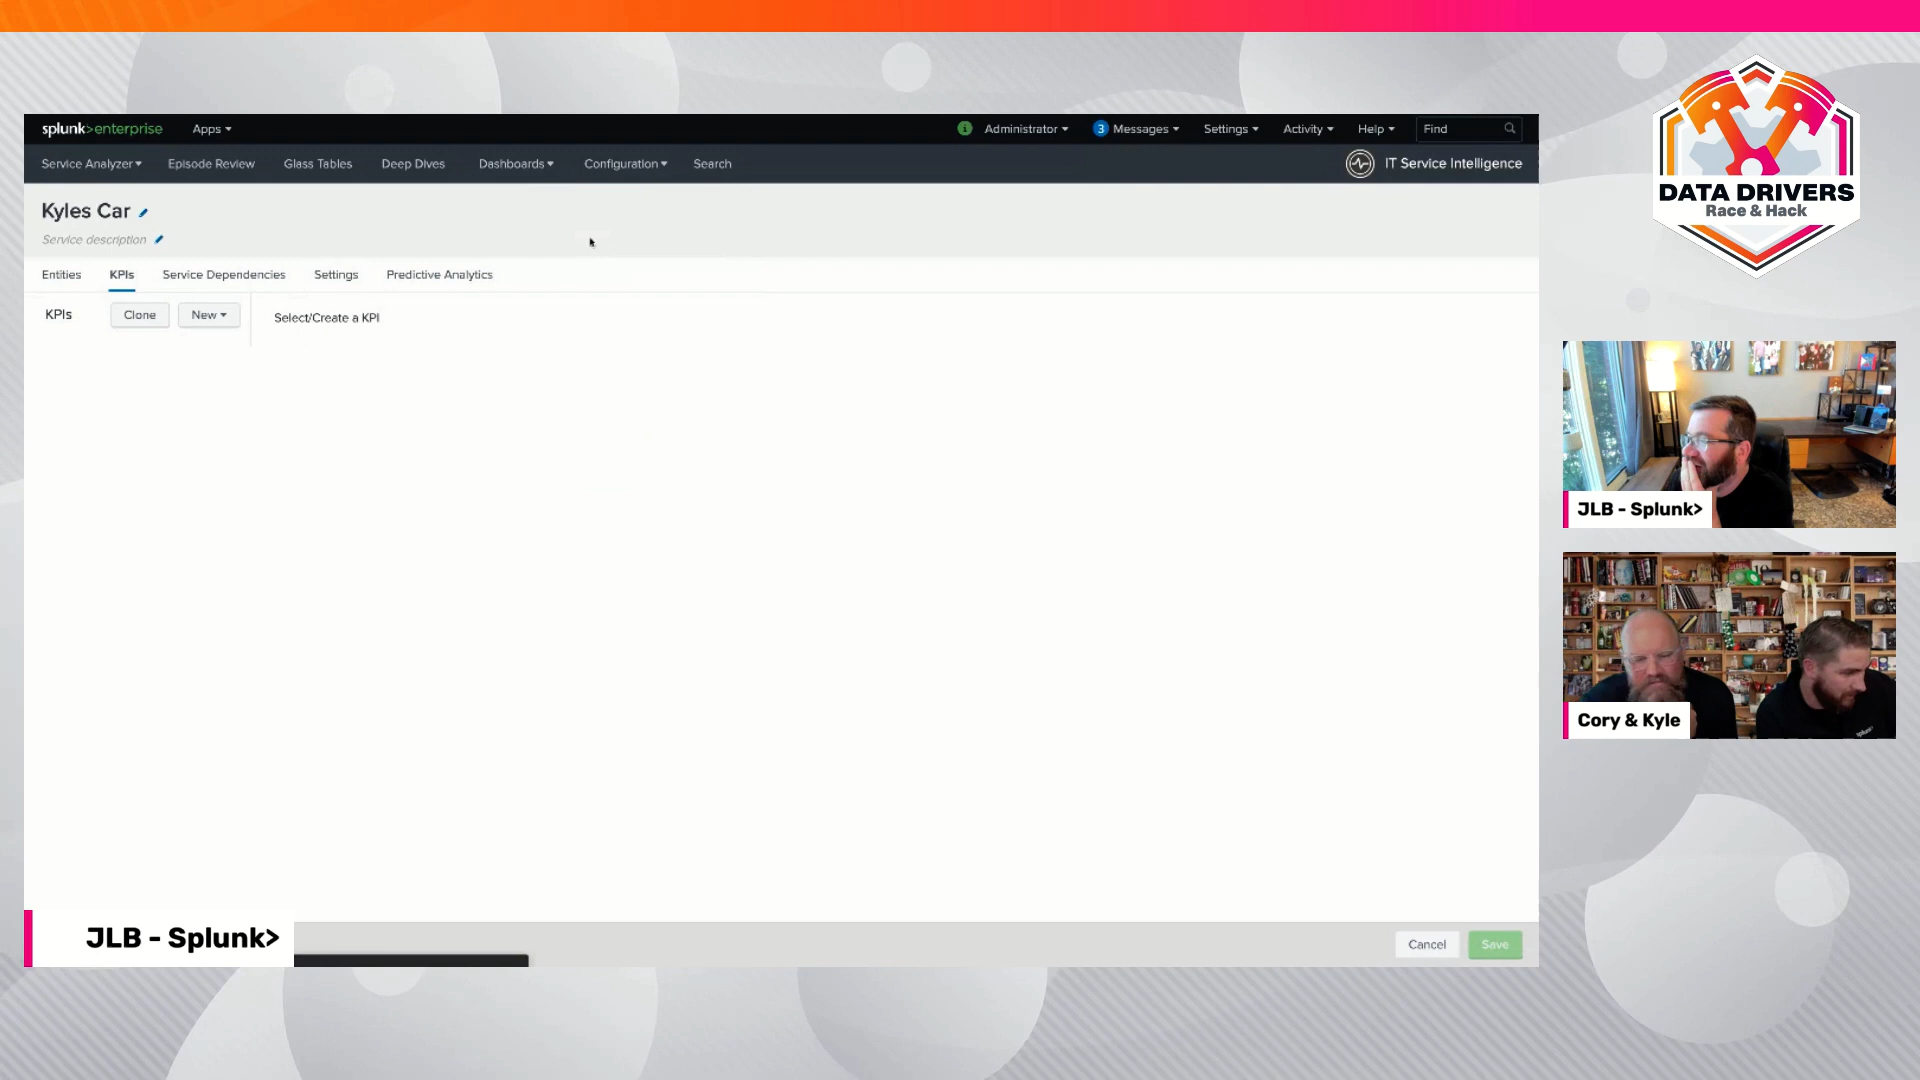 splunk>enterprise
Apps
i
Administrator
3
Messages
Settings
Activity
Help
Find
Service Analyzer
Episode Review
Glass Tables
Deep Dives
Dashboards
Configuration
Search
IT Service Intelligence
Kyles Car
Service description
Entities
KPIs
Service Dependencies
Settings
Predictive Analytics
KPIs
Clone
New
Select/Create a KPI
Cancel
Save
JLB - Splunk>
DATA DRIVERS
Race & Hack
JLB - Splunk>
Cory & Kyle